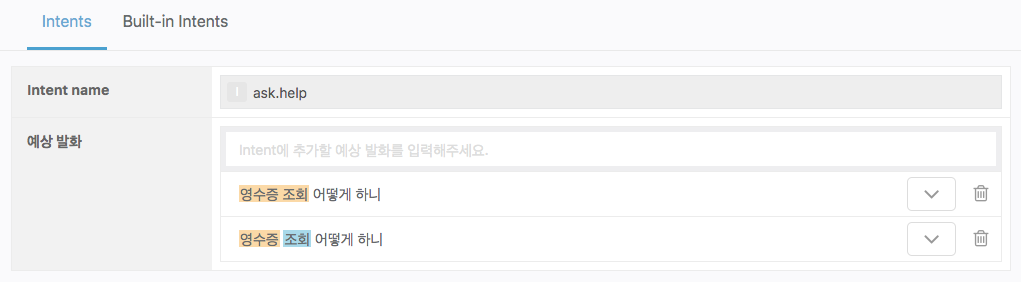 Intents Built-in Intents
Intent name
I ask.help
예상 발화
Intent에 추가할 예상 발화를 입력해주세요.
영수증 조회 어떻게 하니
영수증 조회 어떻게 하니